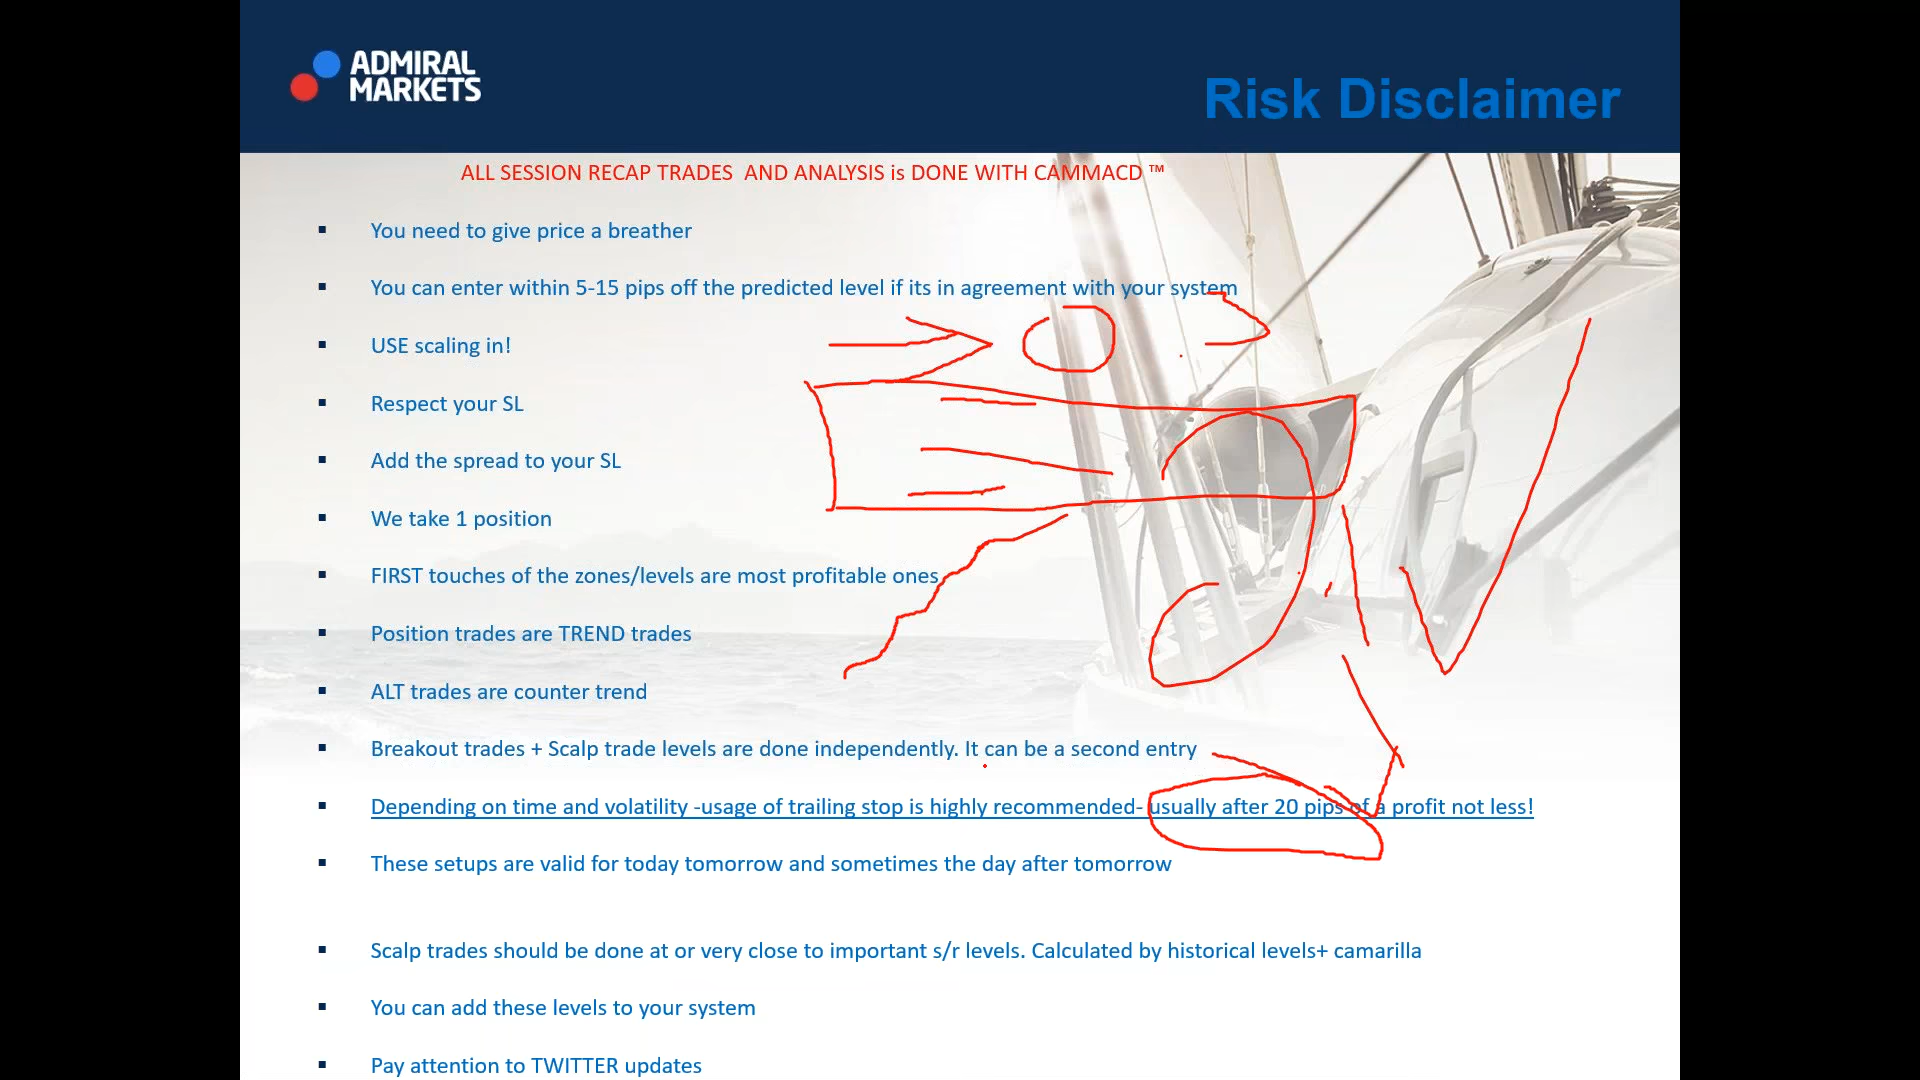 ADMIRAL
MARKETS
Risk Disclaimer
ALL SESSION RECAP TRADES AND ANALYSIS is DONE WITH CAMMACD ™
▪ You need to give price a breather
▪ You can enter within 5-15 pips off the predicted level if its in agreement with your system
▪ USE scaling in!
▪ Respect your SL
▪ Add the spread to your SL
▪ We take 1 position
▪ FIRST touches of the zones/levels are most profitable ones
▪ Position trades are TREND trades
▪ ALT trades are counter trend
▪ Breakout trades + Scalp trade levels are done independently. It can be a second entry
▪ Depending on time and volatility -usage of trailing stop is highly recommended- usually after 20 pips of a profit not less!
▪ These setups are valid for today tomorrow and sometimes the day after tomorrow
▪ Scalp trades should be done at or very close to important s/r levels. Calculated by historical levels+ camarilla
▪ You can add these levels to your system
▪ Pay attention to TWITTER updates